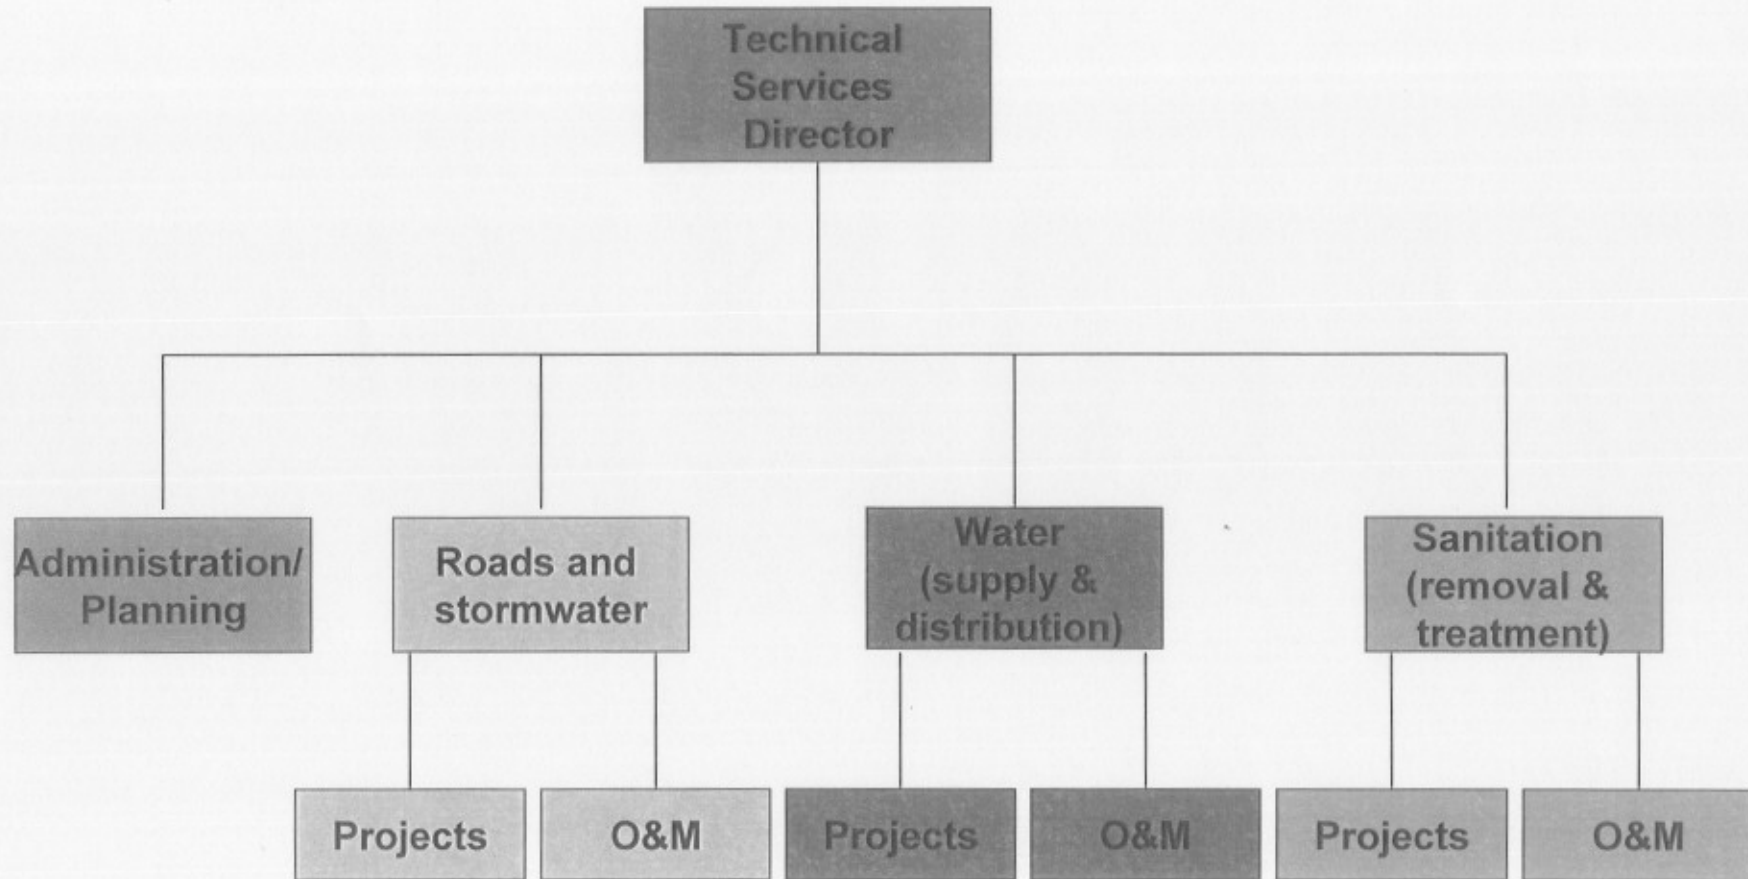 Technical
Services
Director
Administration/
Planning
Roads and
stormwater
Water
(supply &
distribution)
Sanitation
(removal &
treatment)
Projects
O&M
Projects
O&M
Projects
O&M